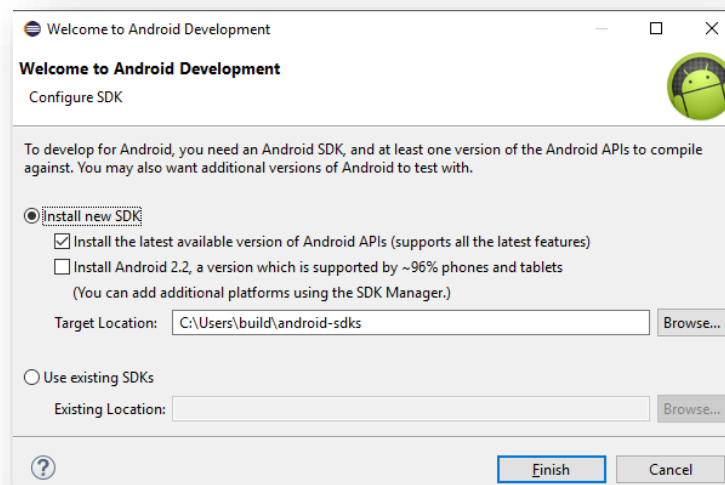 Welcome to Android Development
Welcome to Android Development
Configure SDK
To develop for Android, you need an Android SDK, and at least one version of the Android APIs to compile
against. You may also want additional versions of Android to test with.
Install new SDK
Install the latest available version of Android APIs (supports all the latest features)
Install Android 2.2, a version which is supported by ~96% phones and tablets
(You can add additional platforms using the SDK Manager.)
Target Location: C:\Users\build\android-sdks Browse...
Use existing SDKs
Existing Location: Browse...
? Finish Cancel